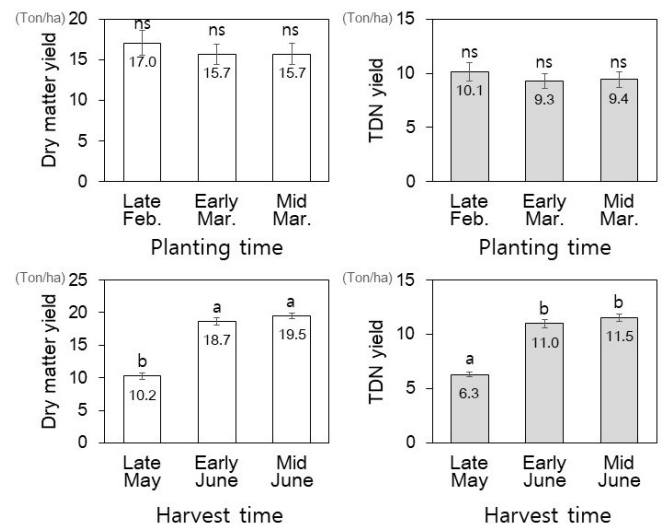 (Ton/ha)
Dry matter yield
20
15
10
5
0
ns
ns
ns
17.0
15.7
15.7
Late Feb.
Early Mar.
Mid Mar.
Planting time
(Ton/ha)
TDN yield
15
10
5
0
ns
ns
ns
10.1
9.3
9.4
Late Feb.
Early Mar.
Mid Mar.
Planting time
(Ton/ha)
Dry matter yield
25
20
15
10
5
0
b
a
a
10.2
18.7
19.5
Late May
Early June
Mid June
Harvest time
(Ton/ha)
TDN yield
15
10
5
0
a
b
b
6.3
11.0
11.5
Late May
Early June
Mid June
Harvest time